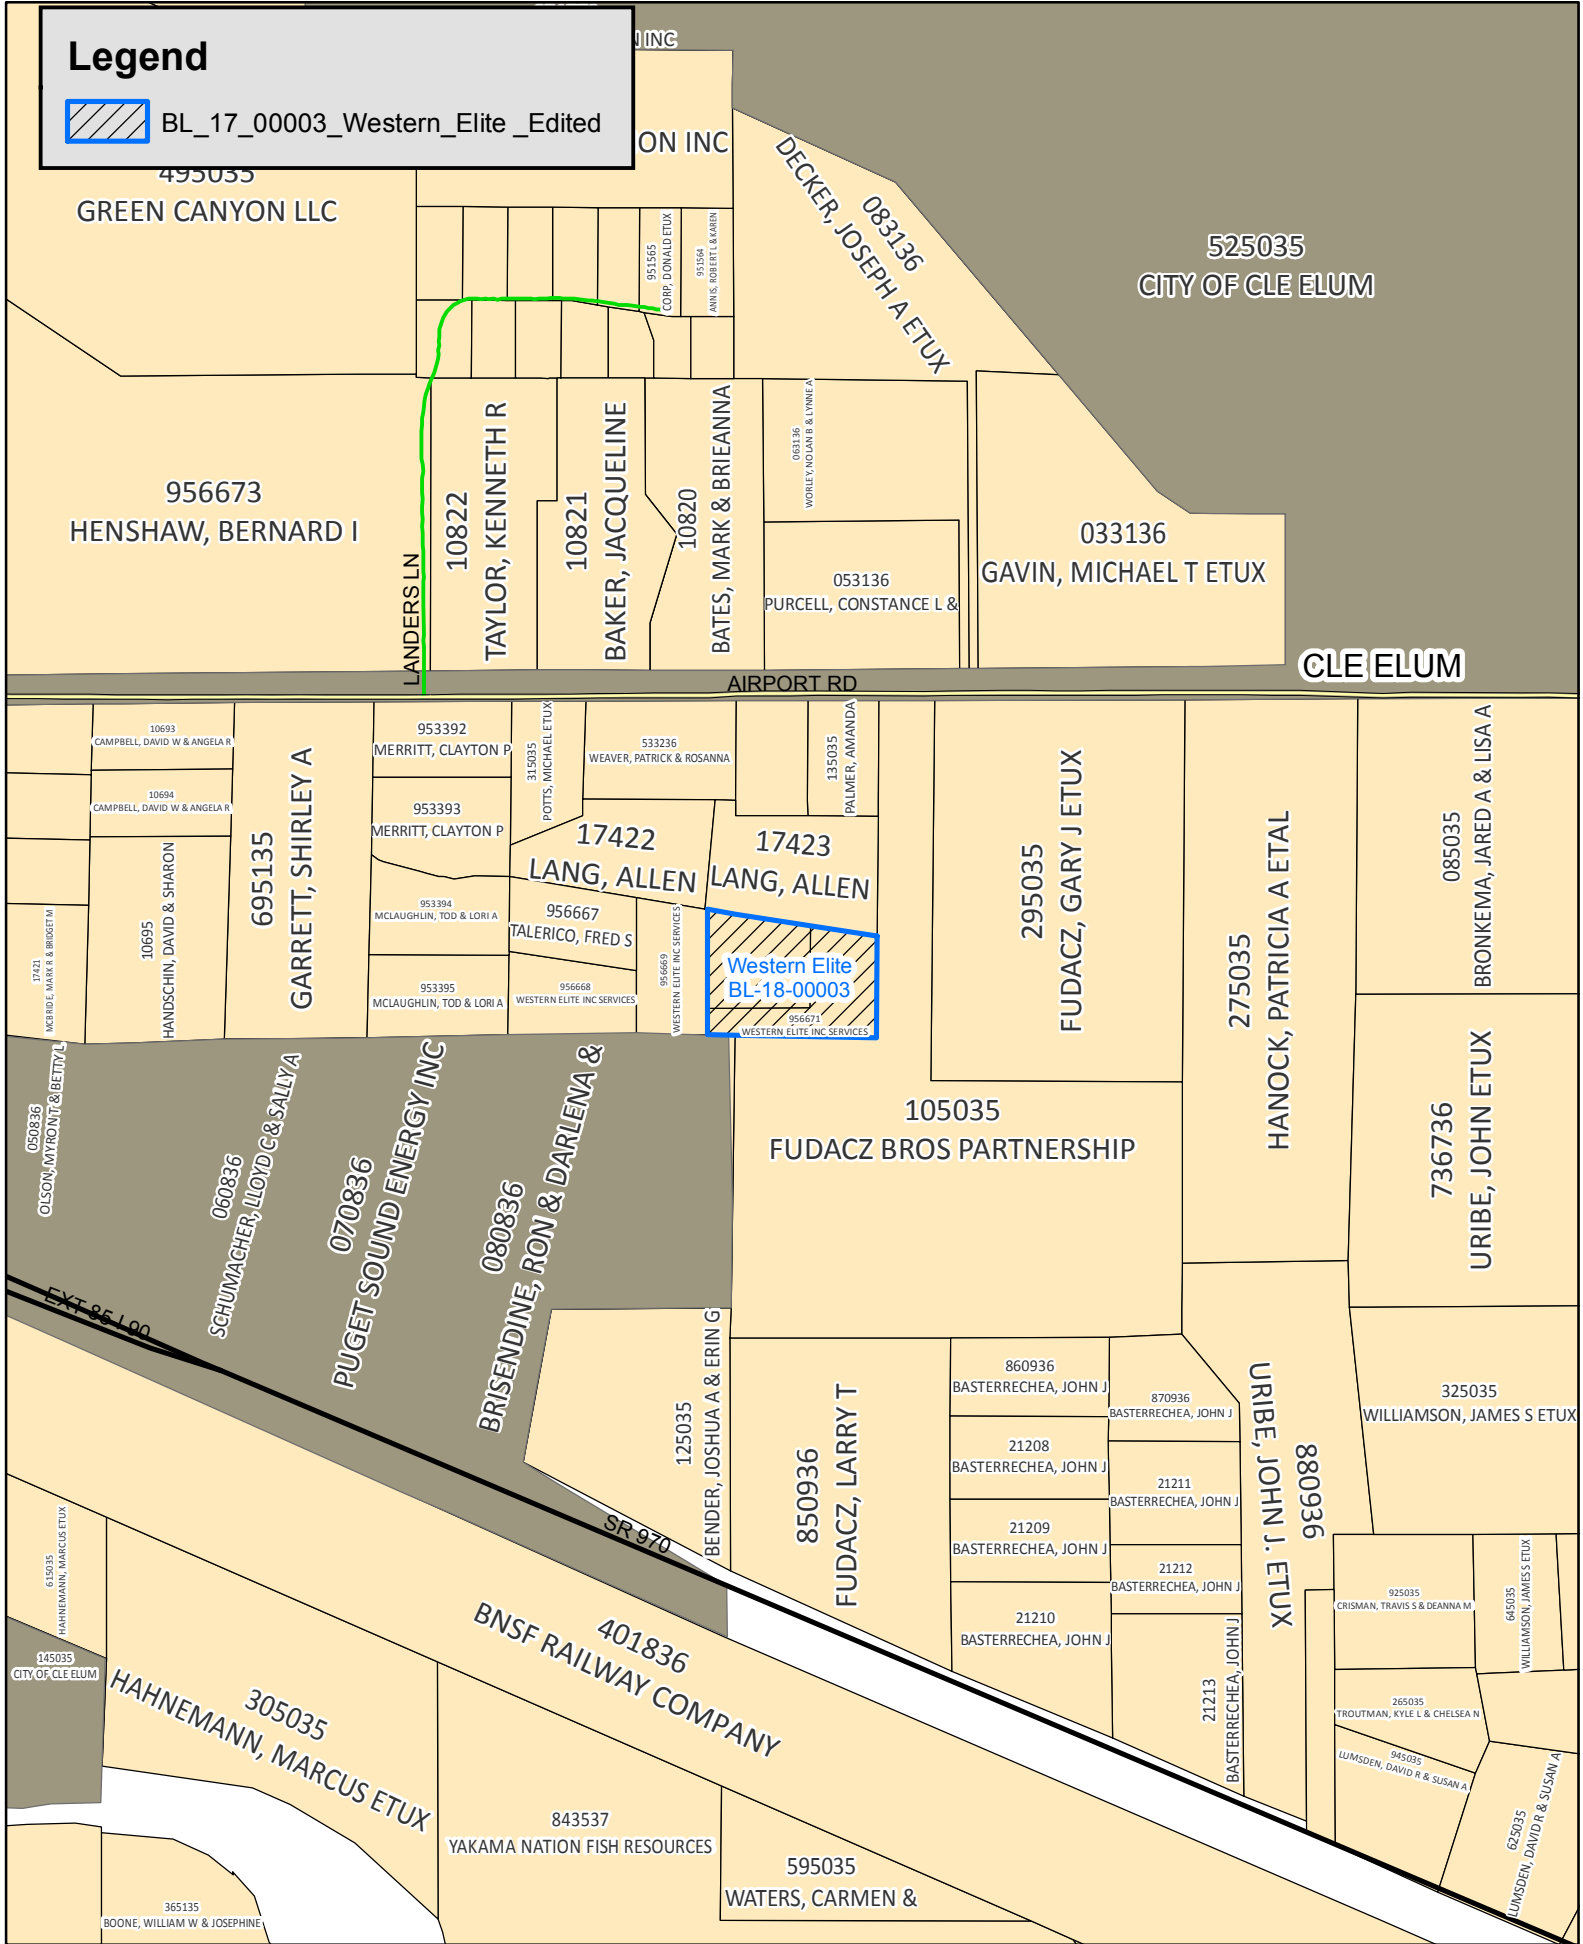 Legend
BL_17_00003_Western_Elite _Edited
INC
ON INC
495035
GREEN CANYON LLC
951565
CORP, DONALD ETUX
951564
ANNIS, ROBERT L & KAREN
083136
DECKER, JOSEPH A ETUX
525035
CITY OF CLE ELUM
956673
HENSHAW, BERNARD I
LANDERS LN
10822
TAYLOR, KENNETH R
10821
BAKER, JACQUELINE
10820
BATES, MARK & BRIEANNA
063136
WORLEY, NOLAN B & LYNNE A
053136
PURCELL, CONSTANCE L &
033136
GAVIN, MICHAEL T ETUX
CLE ELUM
AIRPORT RD
10693
CAMPBELL, DAVID W & ANGELA R
10694
CAMPBELL, DAVID W & ANGELA R
10695
HANDSCHIN, DAVID & SHARON
17421
MCBRIDE, MARK R & BRIDGET M
695135
GARRETT, SHIRLEY A
953392
MERRITT, CLAYTON P
953393
MERRITT, CLAYTON P
953394
MCLAUGHLIN, TOD & LORI A
953395
MCLAUGHLIN, TOD & LORI A
315035
POTTS, MICHAEL ETUX
533236
WEAVER, PATRICK & ROSANNA
135035
PALMER, AMANDA
17422
LANG, ALLEN
17423
LANG, ALLEN
956667
TALERICO, FRED S
956668
WESTERN ELITE INC SERVICES
956669
WESTERN ELITE INC SERVICES
Western Elite
BL-18-00003
956671
WESTERN ELITE INC SERVICES
295035
FUDACZ, GARY J ETUX
275035
HANOCK, PATRICIA A ETAL
085035
BRONKEMA, JARED A & LISA A
736736
URIBE, JOHN ETUX
105035
FUDACZ BROS PARTNERSHIP
050836
OLSON, MYRON T & BETTY L
060836
SCHUMACHER, LLOYD C & SALLY A
070836
PUGET SOUND ENERGY INC
080836
BRISENDINE, RON & DARLENA &
EXT 85 I 90
SR 970
125035
BENDER, JOSHUA A & ERIN G
850936
FUDACZ, LARRY T
860936
BASTERRECHEA, JOHN J
21208
BASTERRECHEA, JOHN J
21209
BASTERRECHEA, JOHN J
21210
BASTERRECHEA, JOHN J
870936
BASTERRECHEA, JOHN J
21211
BASTERRECHEA, JOHN J
21212
BASTERRECHEA, JOHN J
21213
BASTERRECHEA, JOHN J
880936
URIBE, JOHN J. ETUX
325035
WILLIAMSON, JAMES S ETUX
925035
CRISMAN, TRAVIS S & DEANNA M
645035
WILLIAMSON, JAMES S ETUX
265035
TROUTMAN, KYLE L & CHELSEA N
945035
LUMSDEN, DAVID R & SUSAN A
625035
LUMSDEN, DAVID R & SUSAN A
615035
HAHNEMANN, MARCUS ETUX
145035
CITY OF CLE ELUM
305035
HAHNEMANN, MARCUS ETUX
401836
BNSF RAILWAY COMPANY
843537
YAKAMA NATION FISH RESOURCES
595035
WATERS, CARMEN &
365135
BOONE, WILLIAM W & JOSEPHINE